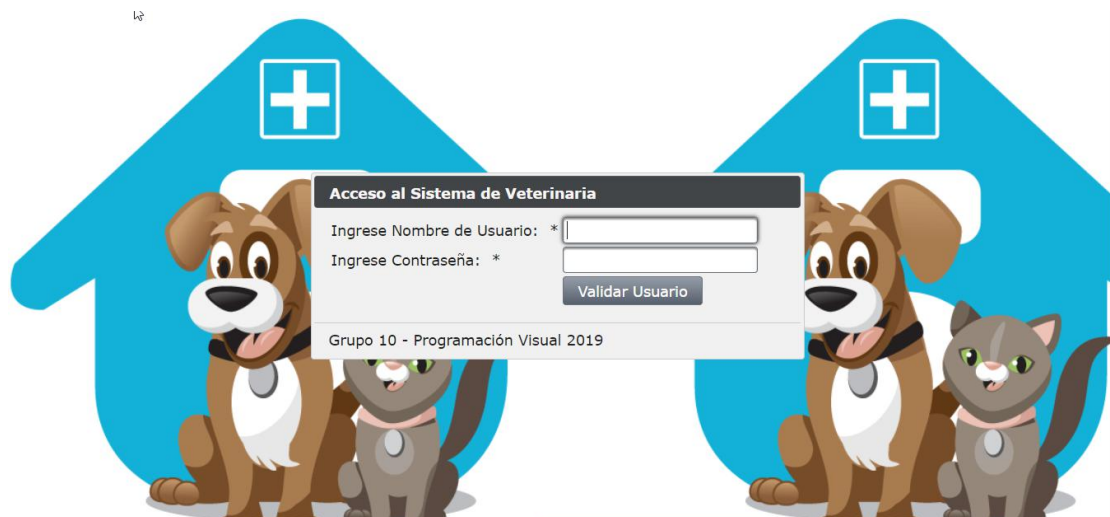 Acceso al Sistema de Veterinaria
Ingrese Nombre de Usuario: *
Ingrese Contraseña: *
Validar Usuario
Grupo 10 - Programación Visual 2019